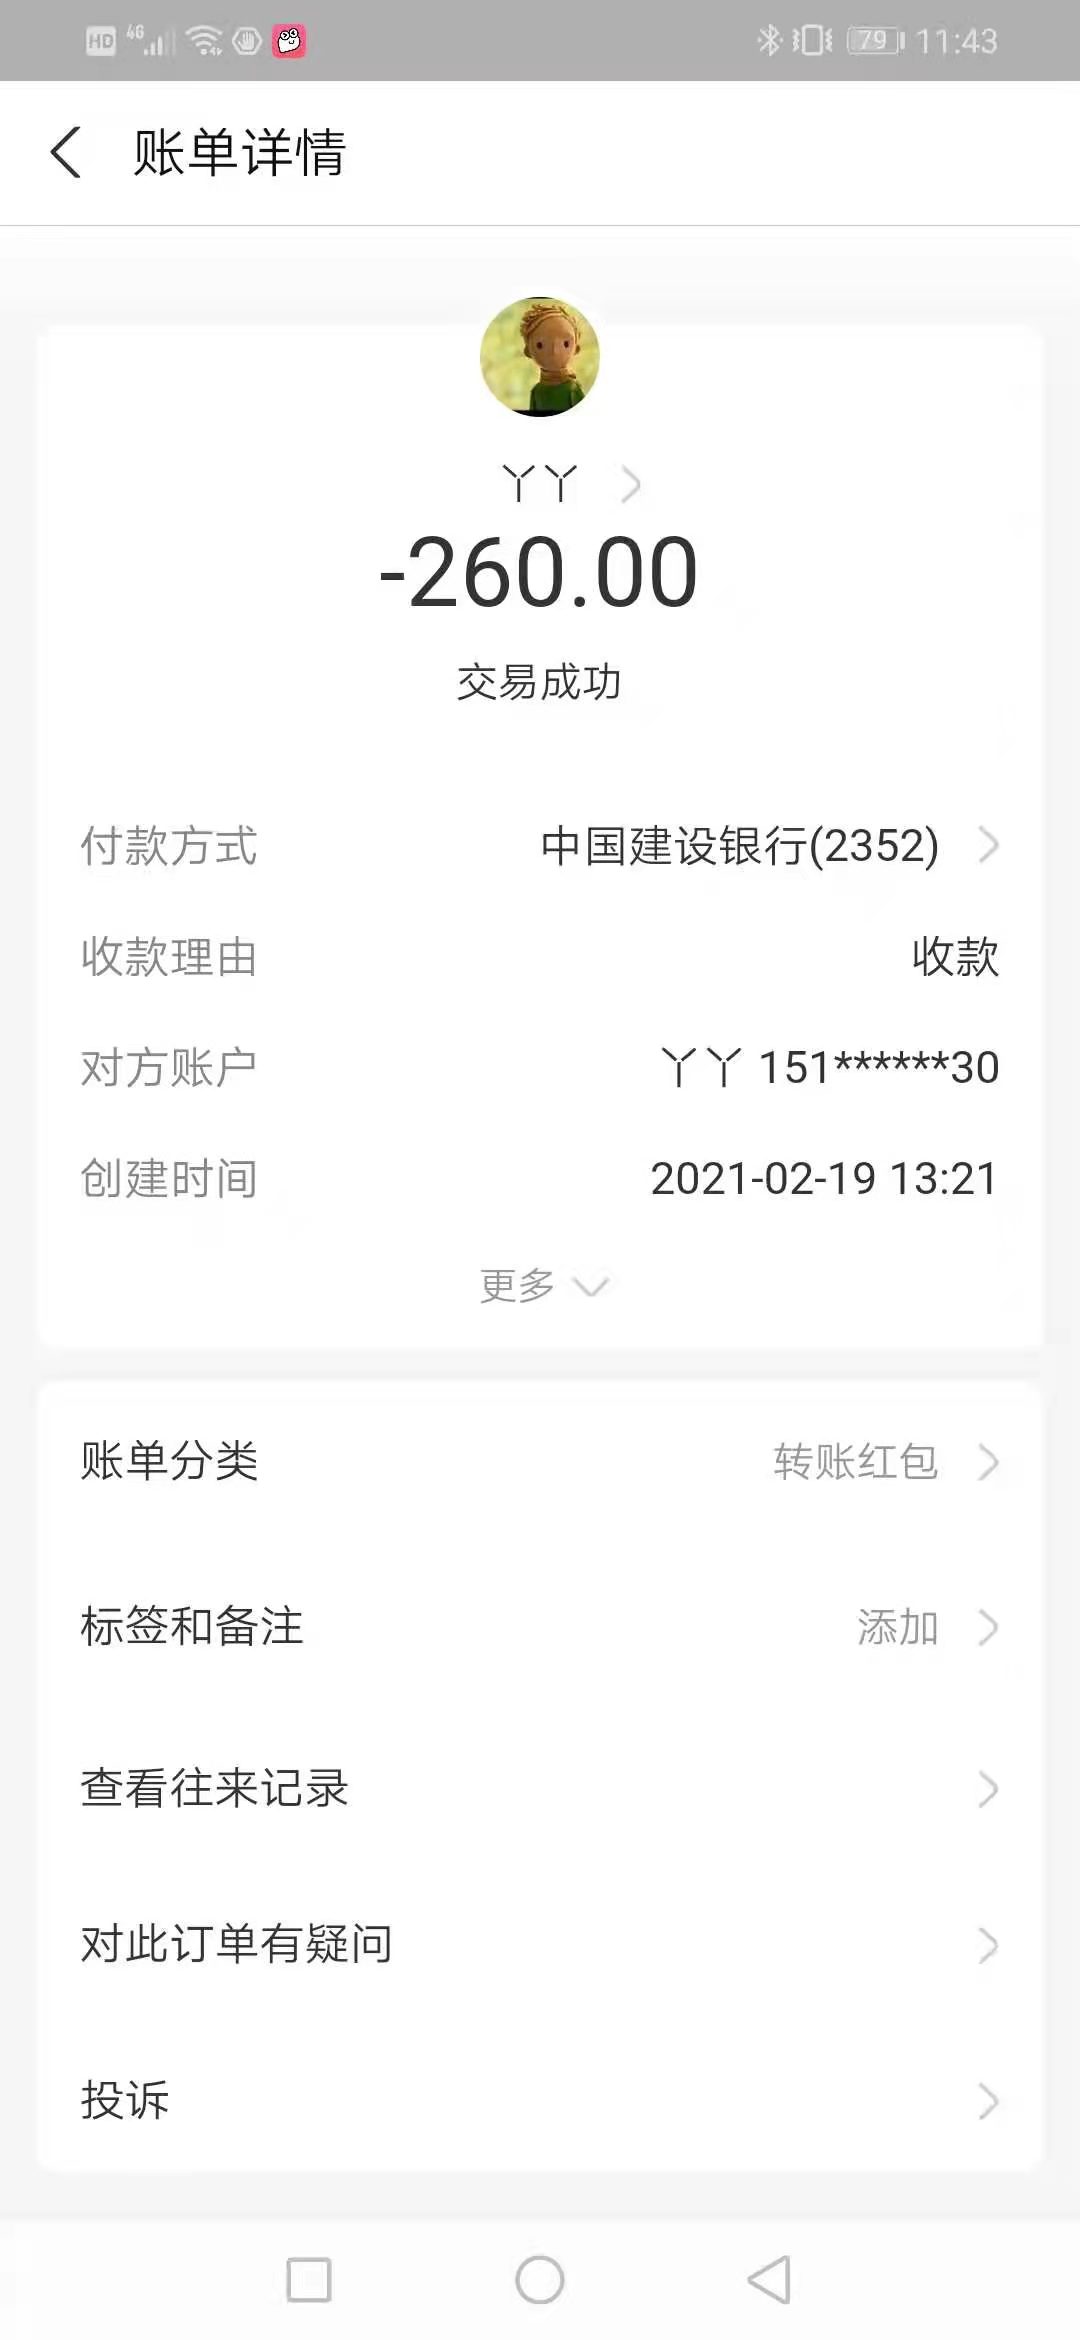 HD 4G 79 11:43
账单详情
丫丫
-260.00
交易成功
付款方式 中国建设银行(2352)
收款理由 收款
对方账户 丫丫 151******30
创建时间 2021-02-19 13:21
更多
账单分类 转账红包
标签和备注 添加
查看往来记录
对此订单有疑问
投诉